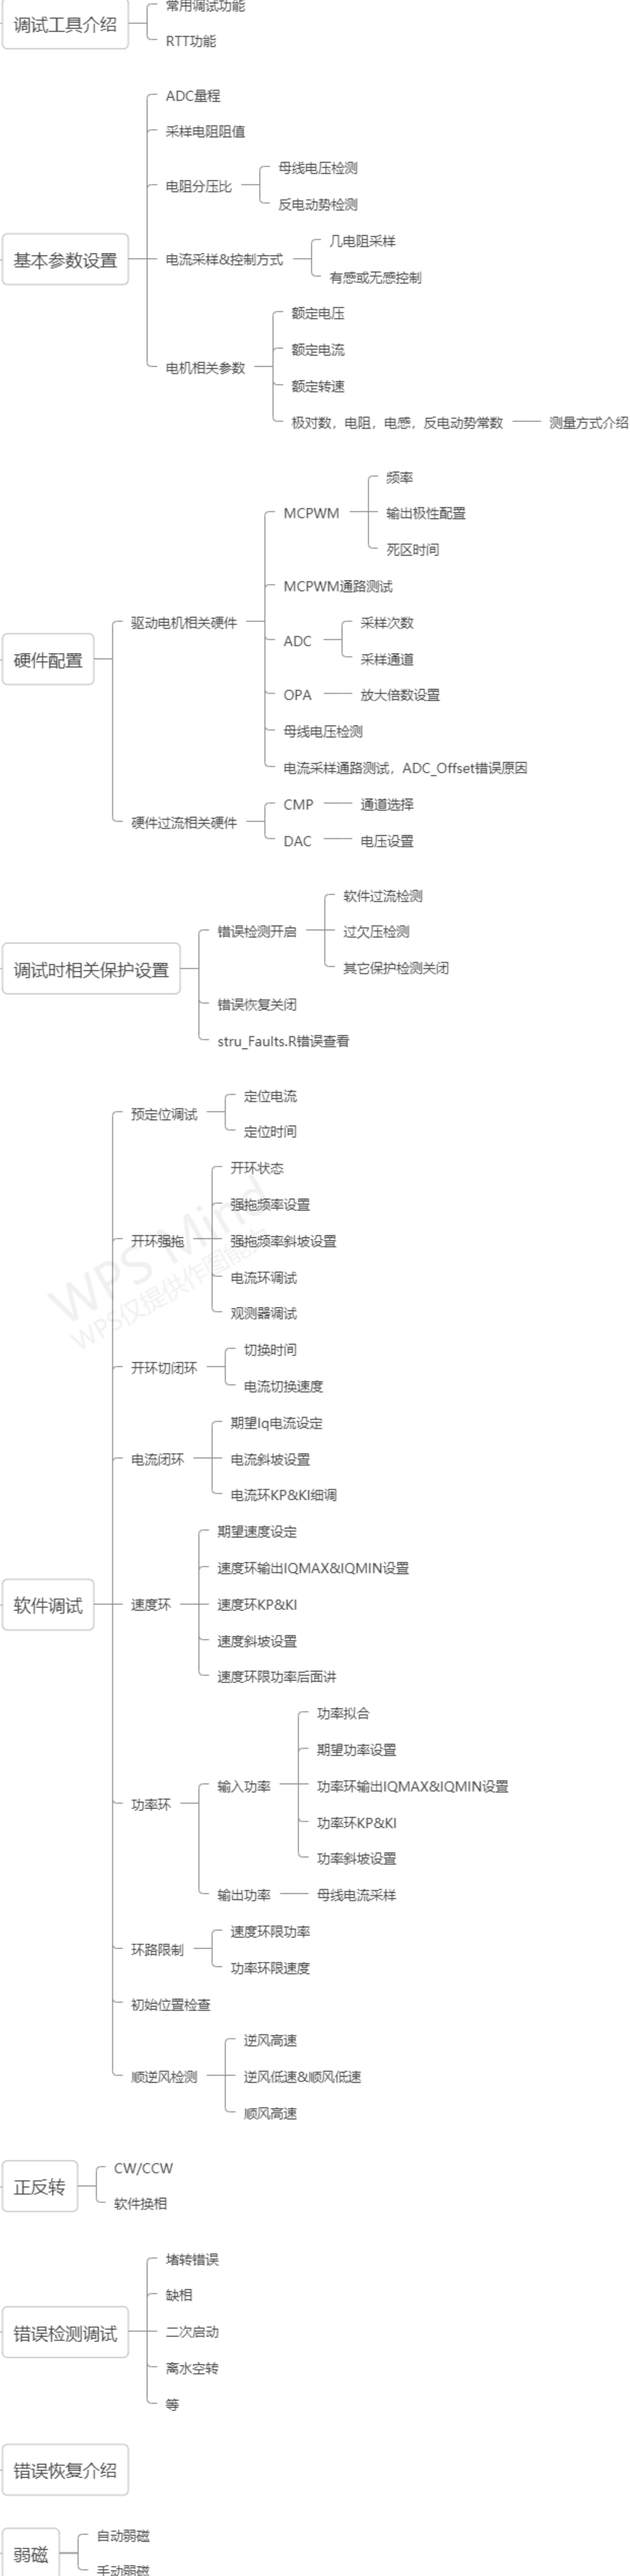 常用调试功能
调试工具介绍
RTT功能
ADC量程
采样电阻阻值
电阻分压比
母线电压检测
反电动势检测
基本参数设置
电流采样&控制方式
几电阻采样
有感或无感控制
电机相关参数
额定电压
额定电流
额定转速
极对数，电阻，电感，反电动势常数
测量方式介绍
硬件配置
驱动电机相关硬件
MCPWM
频率
输出极性配置
死区时间
MCPWM通路测试
ADC
采样次数
采样通道
OPA
放大倍数设置
母线电压检测
电流采样通路测试，ADC_Offset错误原因
硬件过流相关硬件
CMP
通道选择
DAC
电压设置
调试时相关保护设置
错误检测开启
软件过流检测
过欠压检测
其它保护检测关闭
错误恢复关闭
stru_Faults.R错误查看
软件调试
预定位调试
定位电流
定位时间
开环强拖
开环状态
强拖频率设置
强拖频率斜坡设置
电流环调试
观测器调试
开环切闭环
切换时间
电流切换速度
电流闭环
期望Iq电流设定
电流斜坡设置
电流环KP&KI细调
速度环
期望速度设定
速度环输出IQMAX&IQMIN设置
速度环KP&KI
速度斜坡设置
速度环限功率后面讲
功率环
输入功率
功率拟合
期望功率设置
功率环输出IQMAX&IQMIN设置
功率环KP&KI
功率斜坡设置
输出功率
母线电流采样
环路限制
速度环限功率
功率环限速度
初始位置检查
顺逆风检测
逆风高速
逆风低速&顺风低速
顺风高速
正反转
CW/CCW
软件换相
错误检测调试
堵转错误
缺相
二次启动
离水空转
等
错误恢复介绍
弱磁
自动弱磁
手动弱磁
WPS Mind
WPS仅提供作图能力